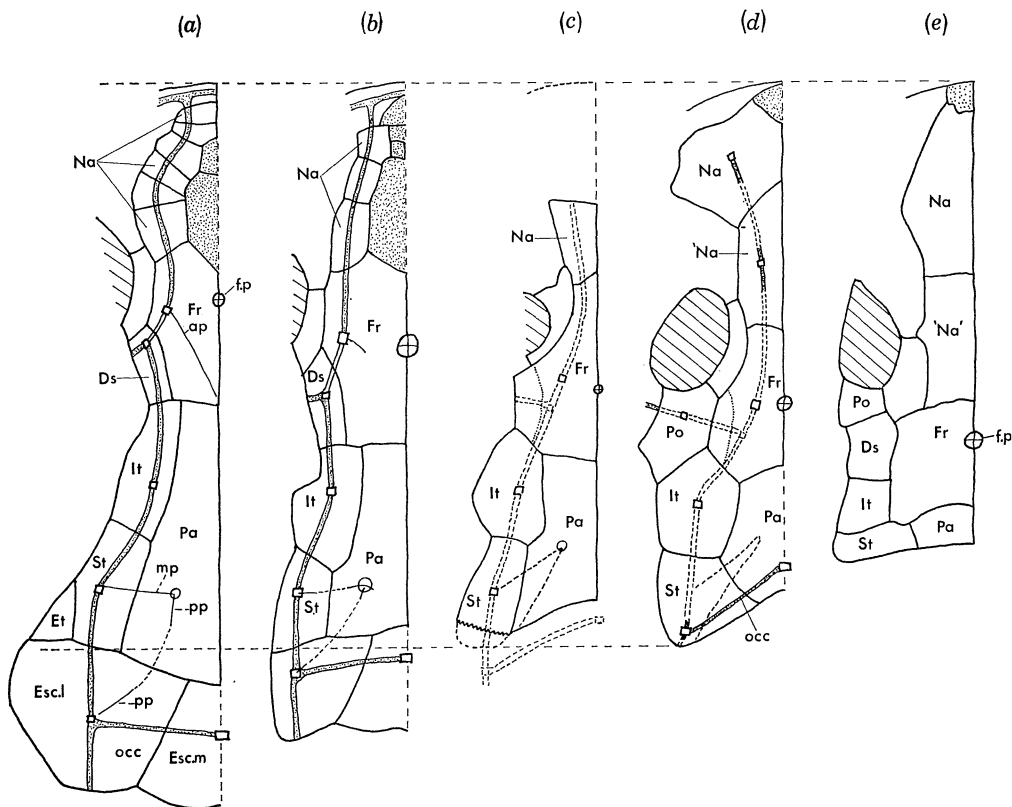 (a)
(b)
(c)
(d)
(e)
Na
f.p
Fr
ap
Ds
It
Pa
St
mp
pp
Et
Esc.l
pp
occ
Esc.m
Na
Fr
Ds
It
Pa
St
Na
Fr
It
Pa
St
Na
'Na
Fr
Po
It
Pa
St
occ
Na
'Na'
Po
Fr
f.p
Ds
It
St
Pa